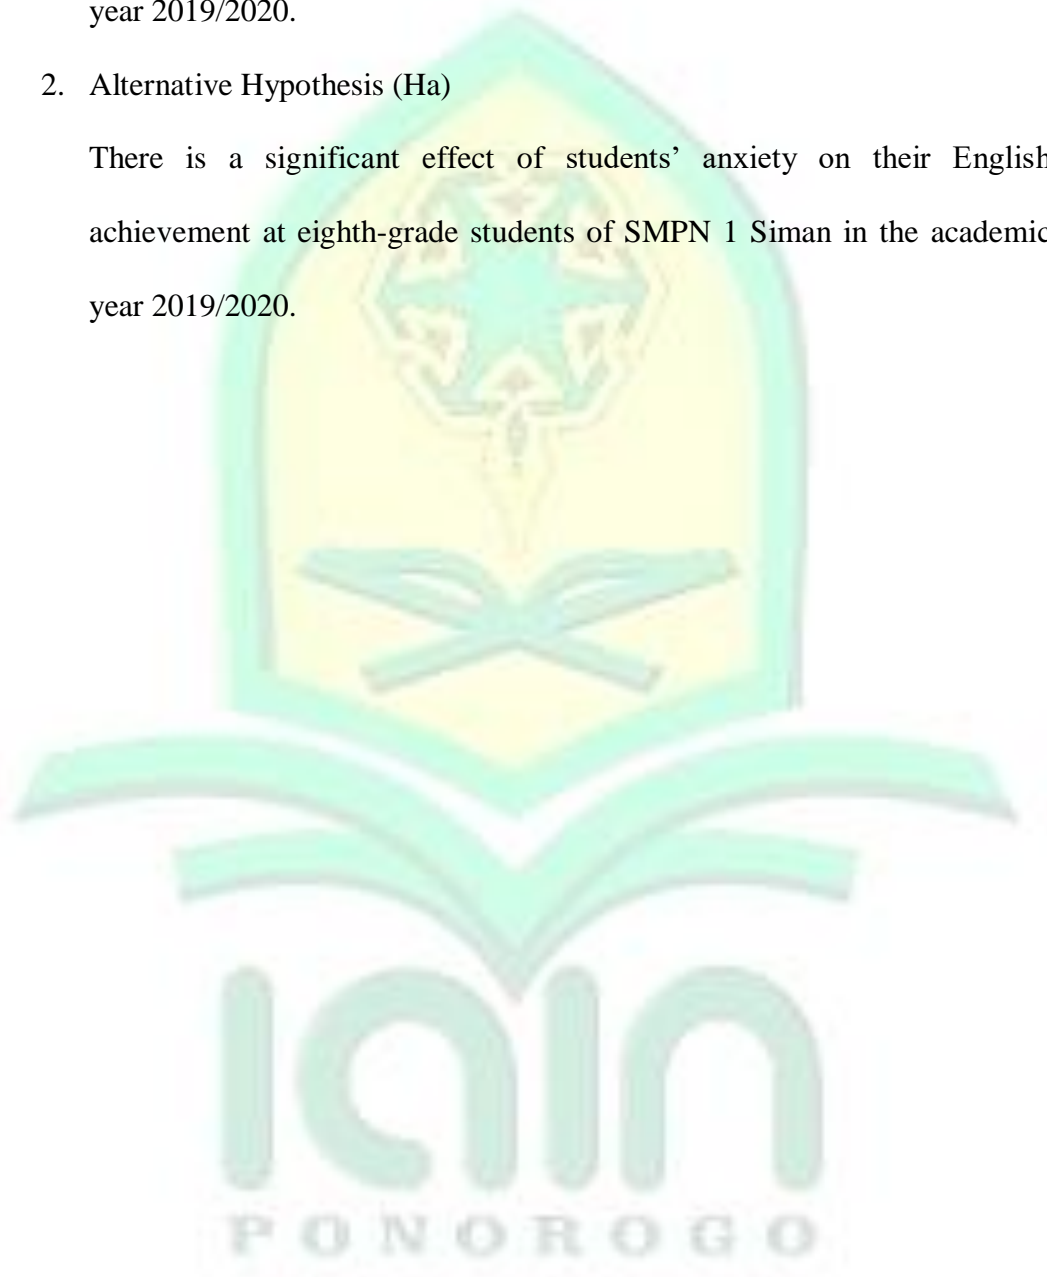 year 2019/2020.
2. Alternative Hypothesis (Ha)
There is a significant effect of students’ anxiety on their English
achievement at eighth-grade students of SMPN 1 Siman in the academic
year 2019/2020.
iain
PONOROGO